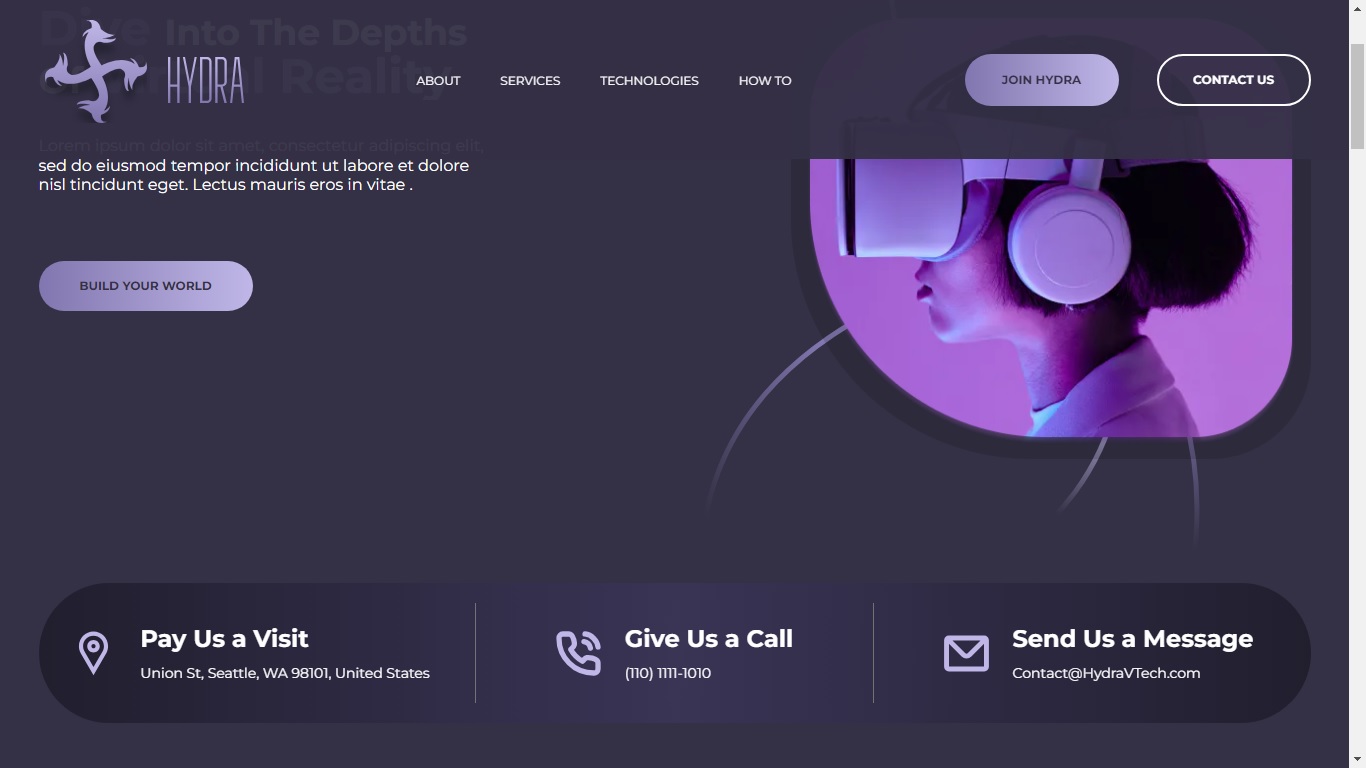 Dive Into The Depths
Reality
HYDRA
ABOUT
SERVICES
TECHNOLOGIES
HOW TO
JOIN HYDRA
CONTACT US
Lorem ipsum dolor sit amet, consectetur adipiscing elit,
sed do eiusmod tempor incididunt ut labore et dolore
nisl tincidunt eget. Lectus mauris eros in vitae .
BUILD YOUR WORLD
Pay Us a Visit
Union St, Seattle, WA 98101, United States
Give Us a Call
(110) 1111-1010
Send Us a Message
Contact@HydraVTech.com